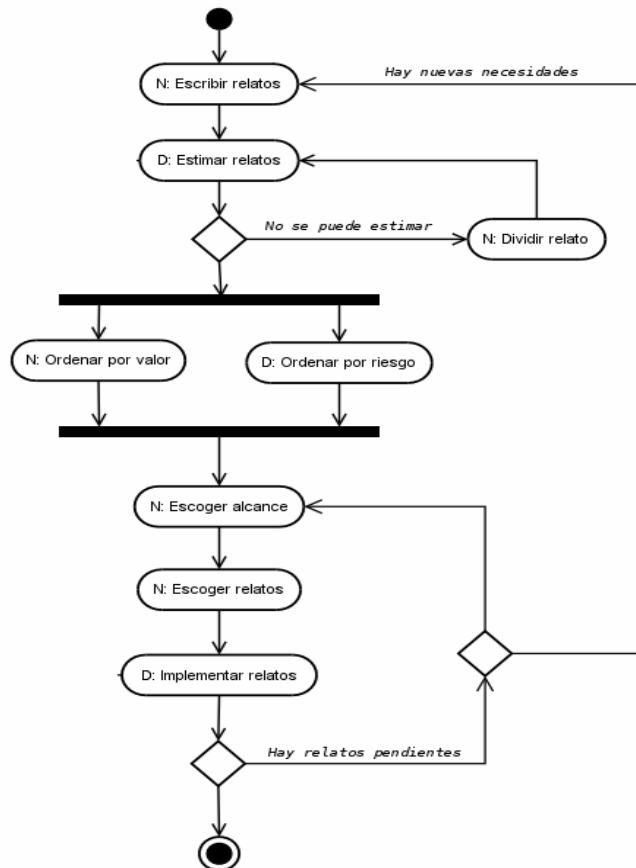 Hay nuevas necesidades
N: Escribir relatos
D: Estimar relatos
No se puede estimar
N: Dividir relato
N: Ordenar por valor
D: Ordenar por riesgo
N: Escoger alcance
N: Escoger relatos
D: Implementar relatos
Hay relatos pendientes